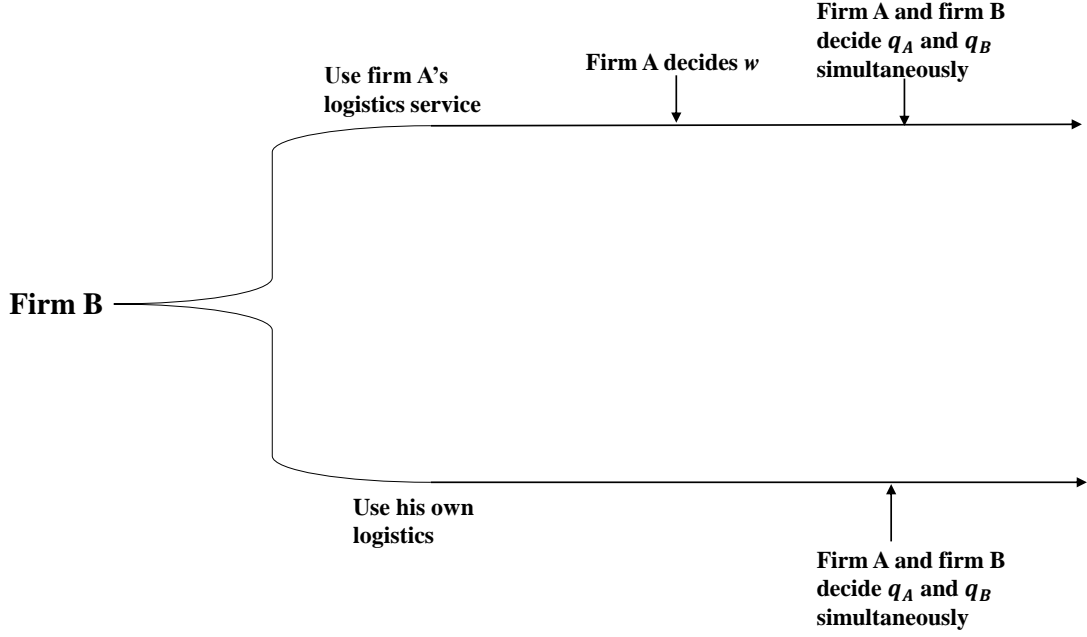 Firm A and firm B
decide q_A and q_B
simultaneously
Firm A decides w
Use firm A's
logistics service
Firm B
Use his own
logistics
Firm A and firm B
decide q_A and q_B
simultaneously